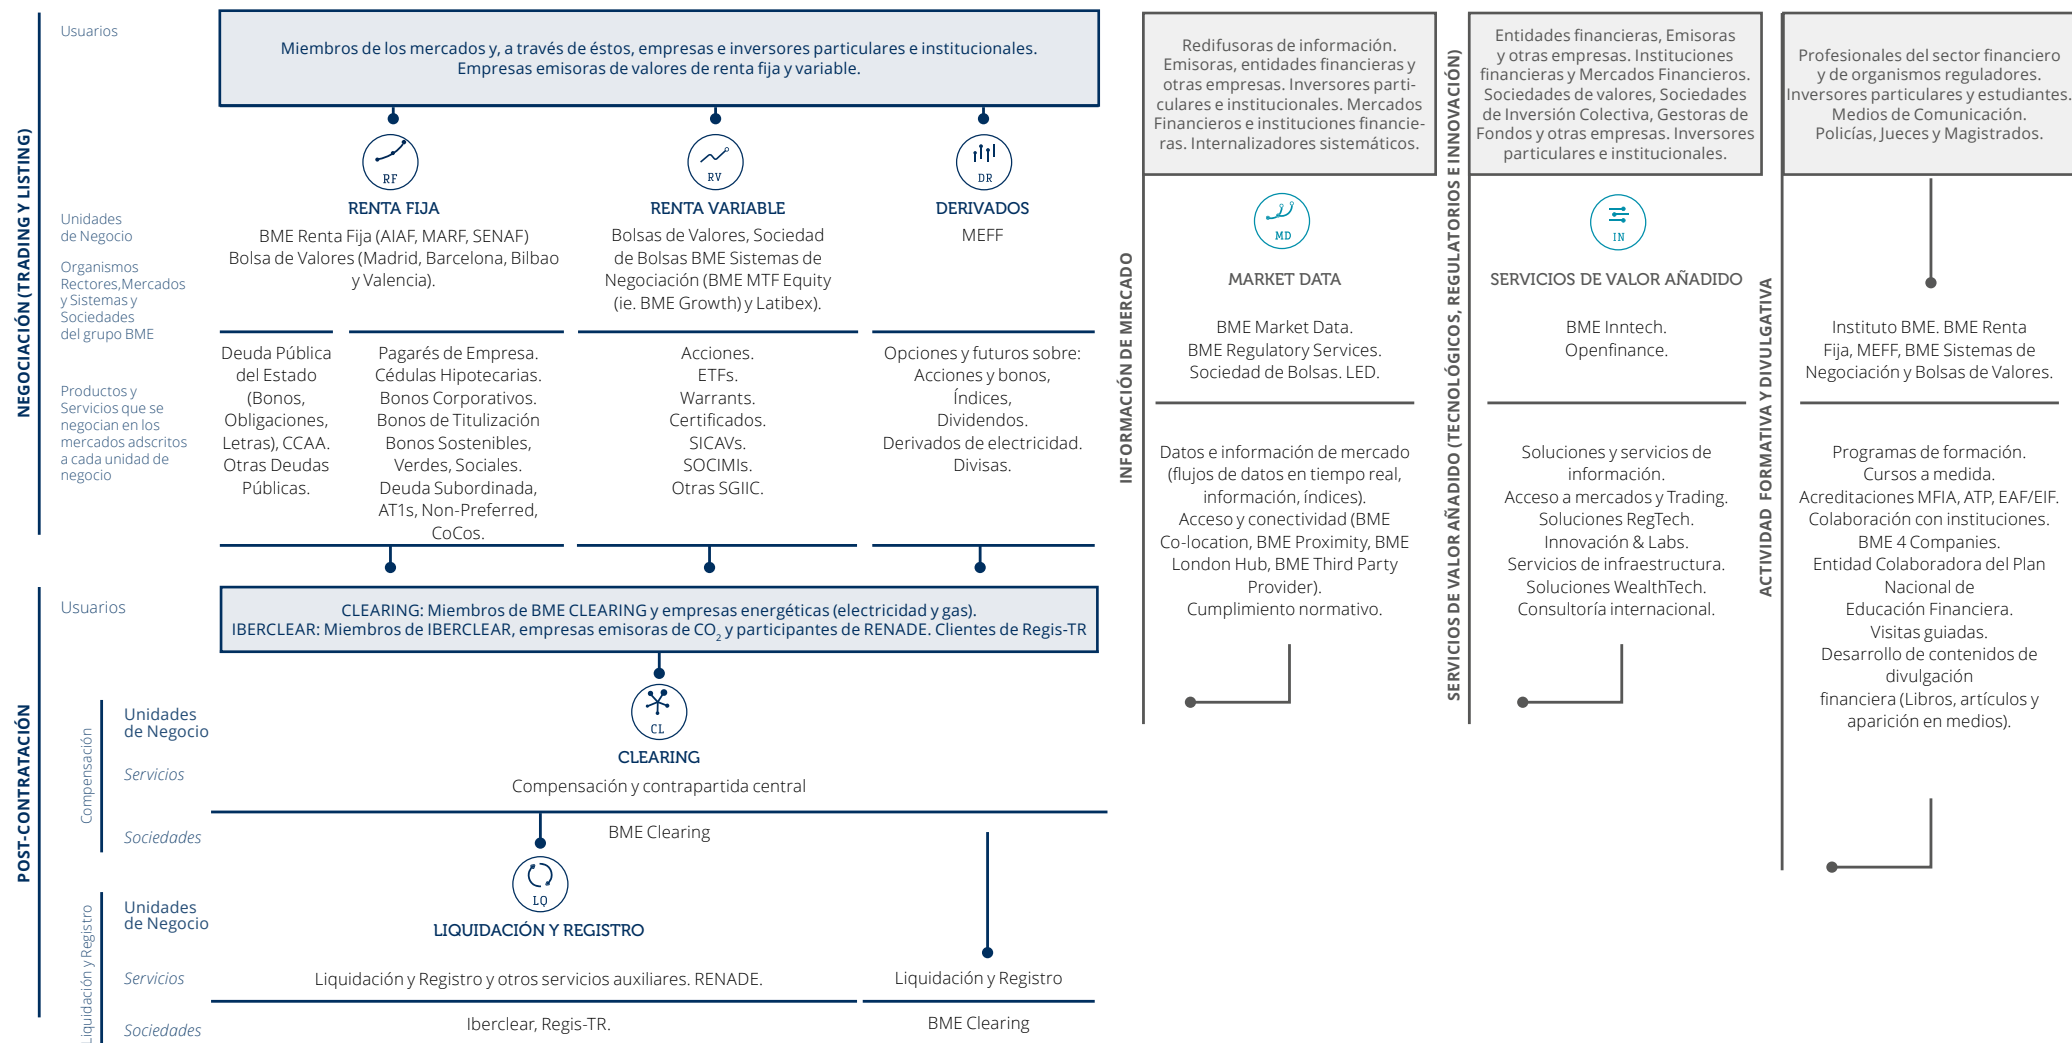 NEGOCIACIÓN (TRADING Y LISTING)
Usuarios
Miembros de los mercados y, a través de éstos, empresas e inversores particulares e institucionales.
Empresas emisoras de valores de renta fija y variable.
Unidades
de Negocio
Organismos
Rectores,Mercados
y Sistemas y
Sociedades
del grupo BME
Productos y
Servicios que se
negocian en los
mercados adscritos
a cada unidad de
negocio
RF
RENTA FIJA
BME Renta Fija (AIAF, MARF, SENAF)
Bolsa de Valores (Madrid, Barcelona, Bilbao
y Valencia).
Deuda Pública
del Estado
(Bonos,
Obligaciones,
Letras), CCAA.
Otras Deudas
Públicas.
Pagarés de Empresa.
Cédulas Hipotecarias.
Bonos Corporativos.
Bonos de Titulización
Bonos Sostenibles,
Verdes, Sociales.
Deuda Subordinada,
AT1s, Non-Preferred,
CoCos.
RV
RENTA VARIABLE
Bolsas de Valores, Sociedad
de Bolsas BME Sistemas de
Negociación (BME MTF Equity
(ie. BME Growth) y Latibex).
Acciones.
ETFs.
Warrants.
Certificados.
SICAVs.
SOCIMIs.
Otras SGIIC.
DR
DERIVADOS
MEFF
Opciones y futuros sobre:
Acciones y bonos,
Índices,
Dividendos.
Derivados de electricidad.
Divisas.
POST-CONTRATACIÓN
Usuarios
CLEARING: Miembros de BME CLEARING y empresas energéticas (electricidad y gas).
IBERCLEAR: Miembros de IBERCLEAR, empresas emisoras de CO2 y participantes de RENADE. Clientes de Regis-TR
Compensación
Unidades
de Negocio
Servicios
Sociedades
CL
CLEARING
Compensación y contrapartida central
BME Clearing
Liquidación y Registro
Unidades
de Negocio
Servicios
Sociedades
LQ
LIQUIDACIÓN Y REGISTRO
Liquidación y Registro y otros servicios auxiliares. RENADE.
Iberclear, Regis-TR.
Liquidación y Registro
BME Clearing
INFORMACIÓN DE MERCADO
Redifusoras de información.
Emisoras, entidades financieras y
otras empresas. Inversores parti-
culares e institucionales. Mercados
Financieros e instituciones financie-
ras. Internalizadores sistemáticos.
MD
MARKET DATA
BME Market Data.
BME Regulatory Services.
Sociedad de Bolsas. LED.
Datos e información de mercado
(flujos de datos en tiempo real,
información, índices).
Acceso y conectividad (BME
Co-location, BME Proximity, BME
London Hub, BME Third Party
Provider).
Cumplimiento normativo.
SERVICIOS DE VALOR AÑADIDO (TECNOLÓGICOS, REGULATORIOS E INNOVACIÓN)
Entidades financieras, Emisoras
y otras empresas. Instituciones
financieras y Mercados Financieros.
Sociedades de valores, Sociedades
de Inversión Colectiva, Gestoras de
Fondos y otras empresas. Inversores
particulares e institucionales.
IN
SERVICIOS DE VALOR AÑADIDO
BME Inntech.
Openfinance.
Soluciones y servicios de
información.
Acceso a mercados y Trading.
Soluciones RegTech.
Innovación & Labs.
Servicios de infraestructura.
Soluciones WealthTech.
Consultoría internacional.
ACTIVIDAD FORMATIVA Y DIVULGATIVA
Profesionales del sector financiero
y de organismos reguladores.
Inversores particulares y estudiantes.
Medios de Comunicación.
Policías, Jueces y Magistrados.
Instituto BME. BME Renta
Fija, MEFF, BME Sistemas de
Negociación y Bolsas de Valores.
Programas de formación.
Cursos a medida.
Acreditaciones MFIA, ATP, EAF/EIF.
Colaboración con instituciones.
BME 4 Companies.
Entidad Colaboradora del Plan
Nacional de
Educación Financiera.
Visitas guiadas.
Desarrollo de contenidos de
divulgación
financiera (Libros, artículos y
aparición en medios).